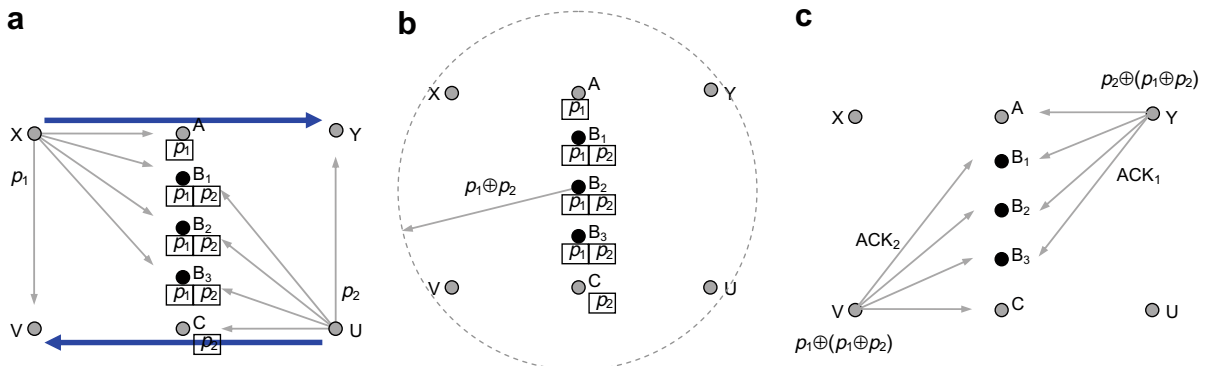 a
X
A
Y
p₁
p₁
B₁
p₁ p₂
B₂
p₁ p₂
B₃
p₁ p₂
p₂
V
C
U
p₂
b
X
A
Y
p₁
B₁
p₁ p₂
p₁⊕p₂
B₂
p₁ p₂
B₃
p₁ p₂
V
C
U
p₂
c
p₂⊕(p₁⊕p₂)
X
A
Y
B₁
ACK₁
B₂
ACK₂
B₃
V
C
U
p₁⊕(p₁⊕p₂)